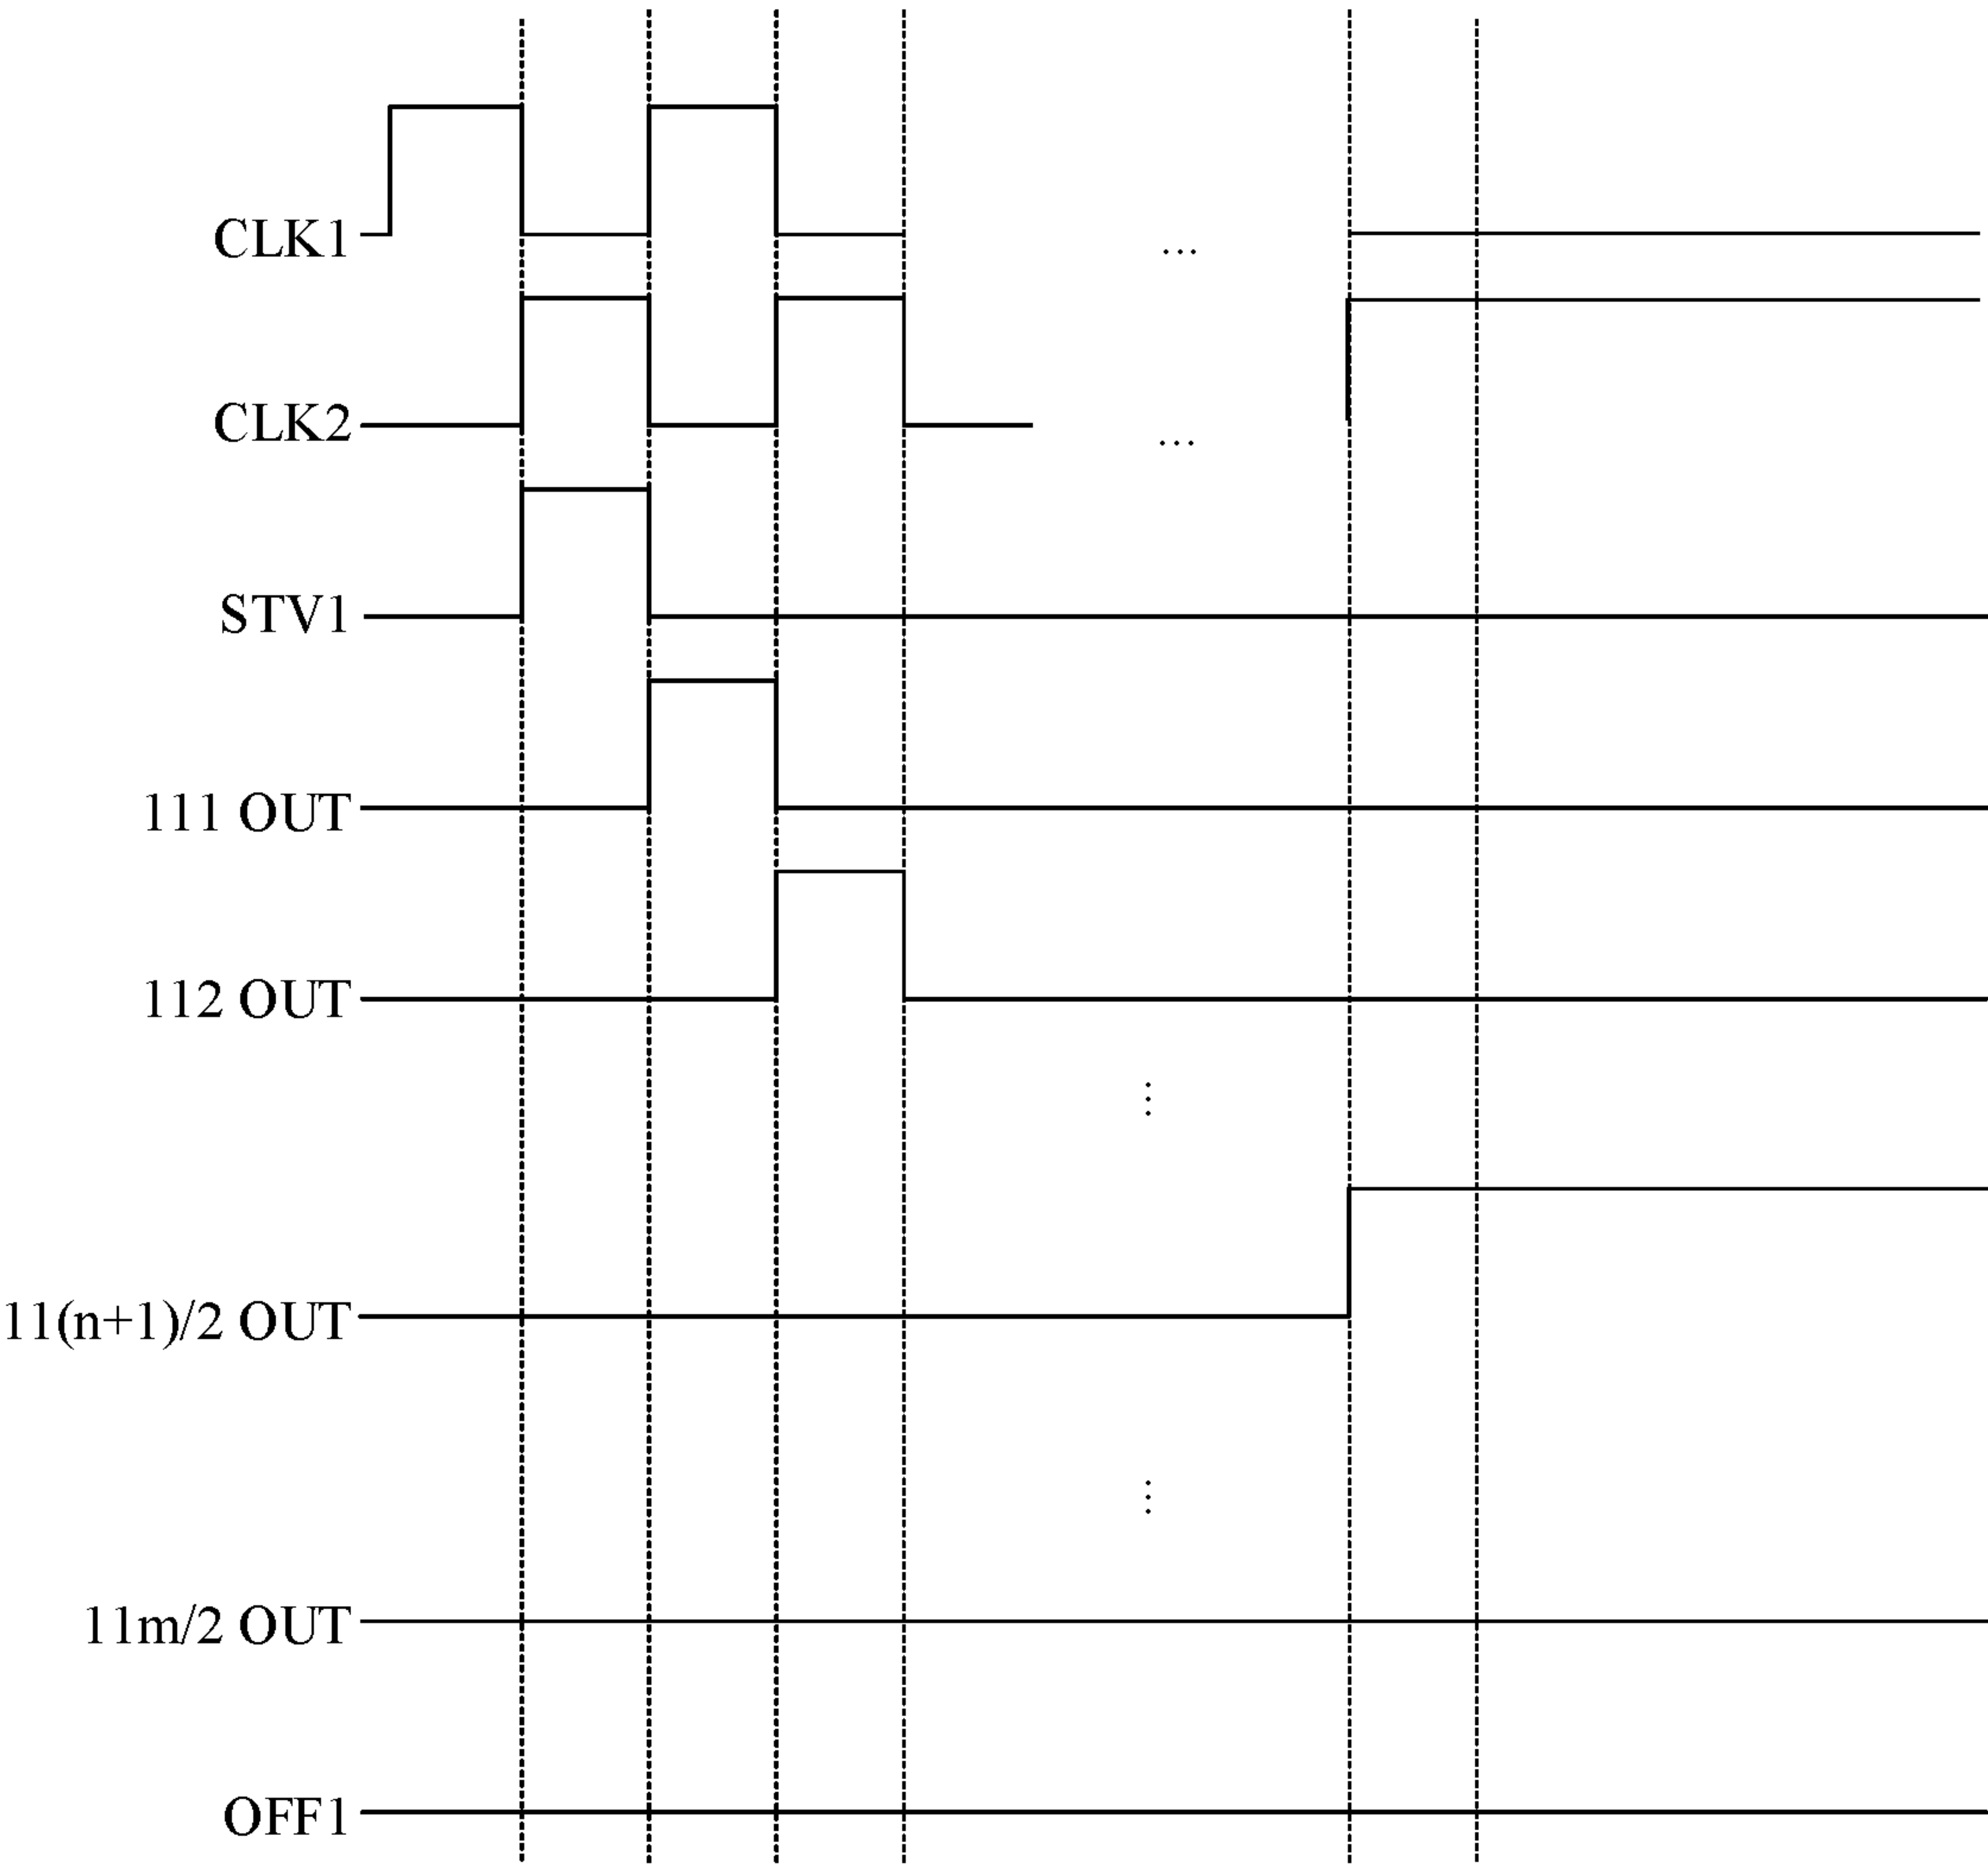 CLK1
...
CLK2
...
STV1
111 OUT
112 OUT
⋮
11(n+1)/2 OUT
⋮
11m/2 OUT
OFF1